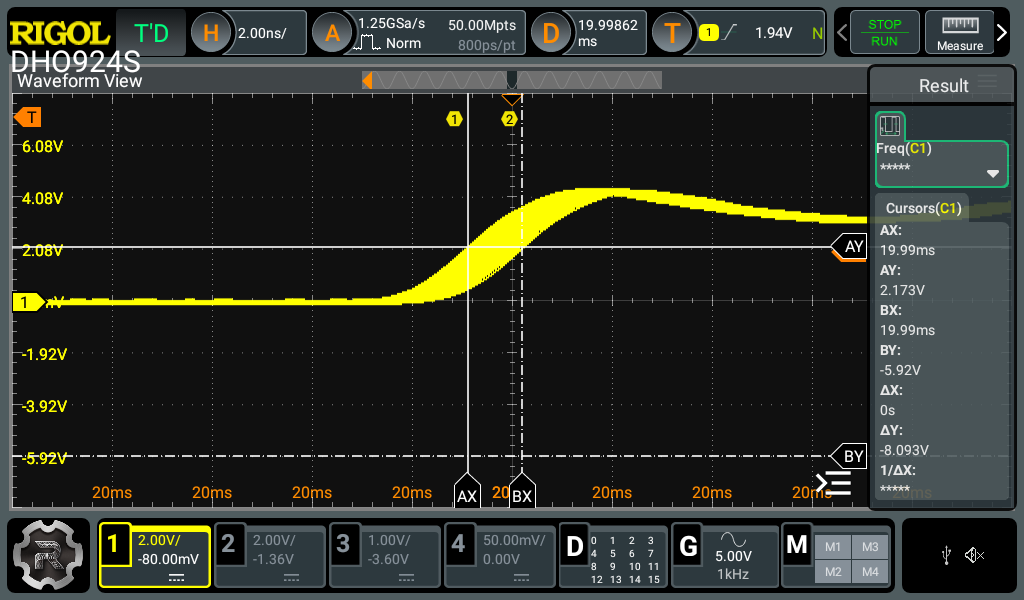 RIGOL T'D H 2.00ns/ A 1.25GSa/s 50.00Mpts D 19.99862 T 1 1.94V N STOP
Norm 800ps/pt ms RUN Measure
DHO924S
Waveform View
Result
T
1 2
6.08V
Freq(C1)
*****
4.08V
Cursors(C1)
AX:
2.08V AY 19.99ms
AY:
2.173V
1 BX:
19.99ms
BY:
-1.92V
-5.92V
ΔX:
-3.92V
0s
ΔY:
-8.093V
-5.92V BY
1/ΔX:
*****
20ms 20ms 20ms 20ms 20 20ms 20ms 20ms
AX BX
1 2.00V/ 2 2.00V/ 3 1.00V/ 4 50.00mV/ D 0 1 2 3 G 5.00V M M1 M3
-80.00mV -1.36V -3.60V 0.00V 4 5 6 7 1kHz M2 M4
8 9 10 11
12 13 14 15